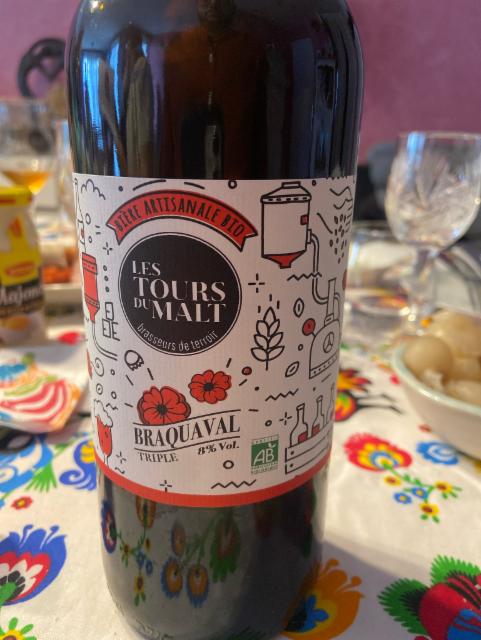 BIÈRE ARTISANALE BIO
LES
TOURS
DU MALT
brasseurs de terroir
BRAQUAVAL
TRIPLE
8% Vol.
AB